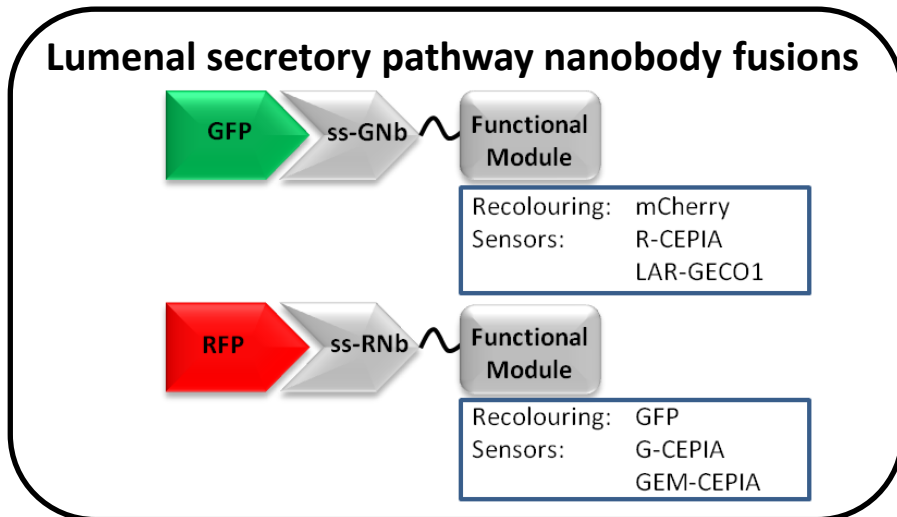 Lumenal secretory pathway nanobody fusions
GFP ss-GNb Functional
Module
Recolouring: mCherry
Sensors: R-CEPIA
LAR-GECO1
RFP ss-RNb Functional
Module
Recolouring: GFP
Sensors: G-CEPIA
GEM-CEPIA